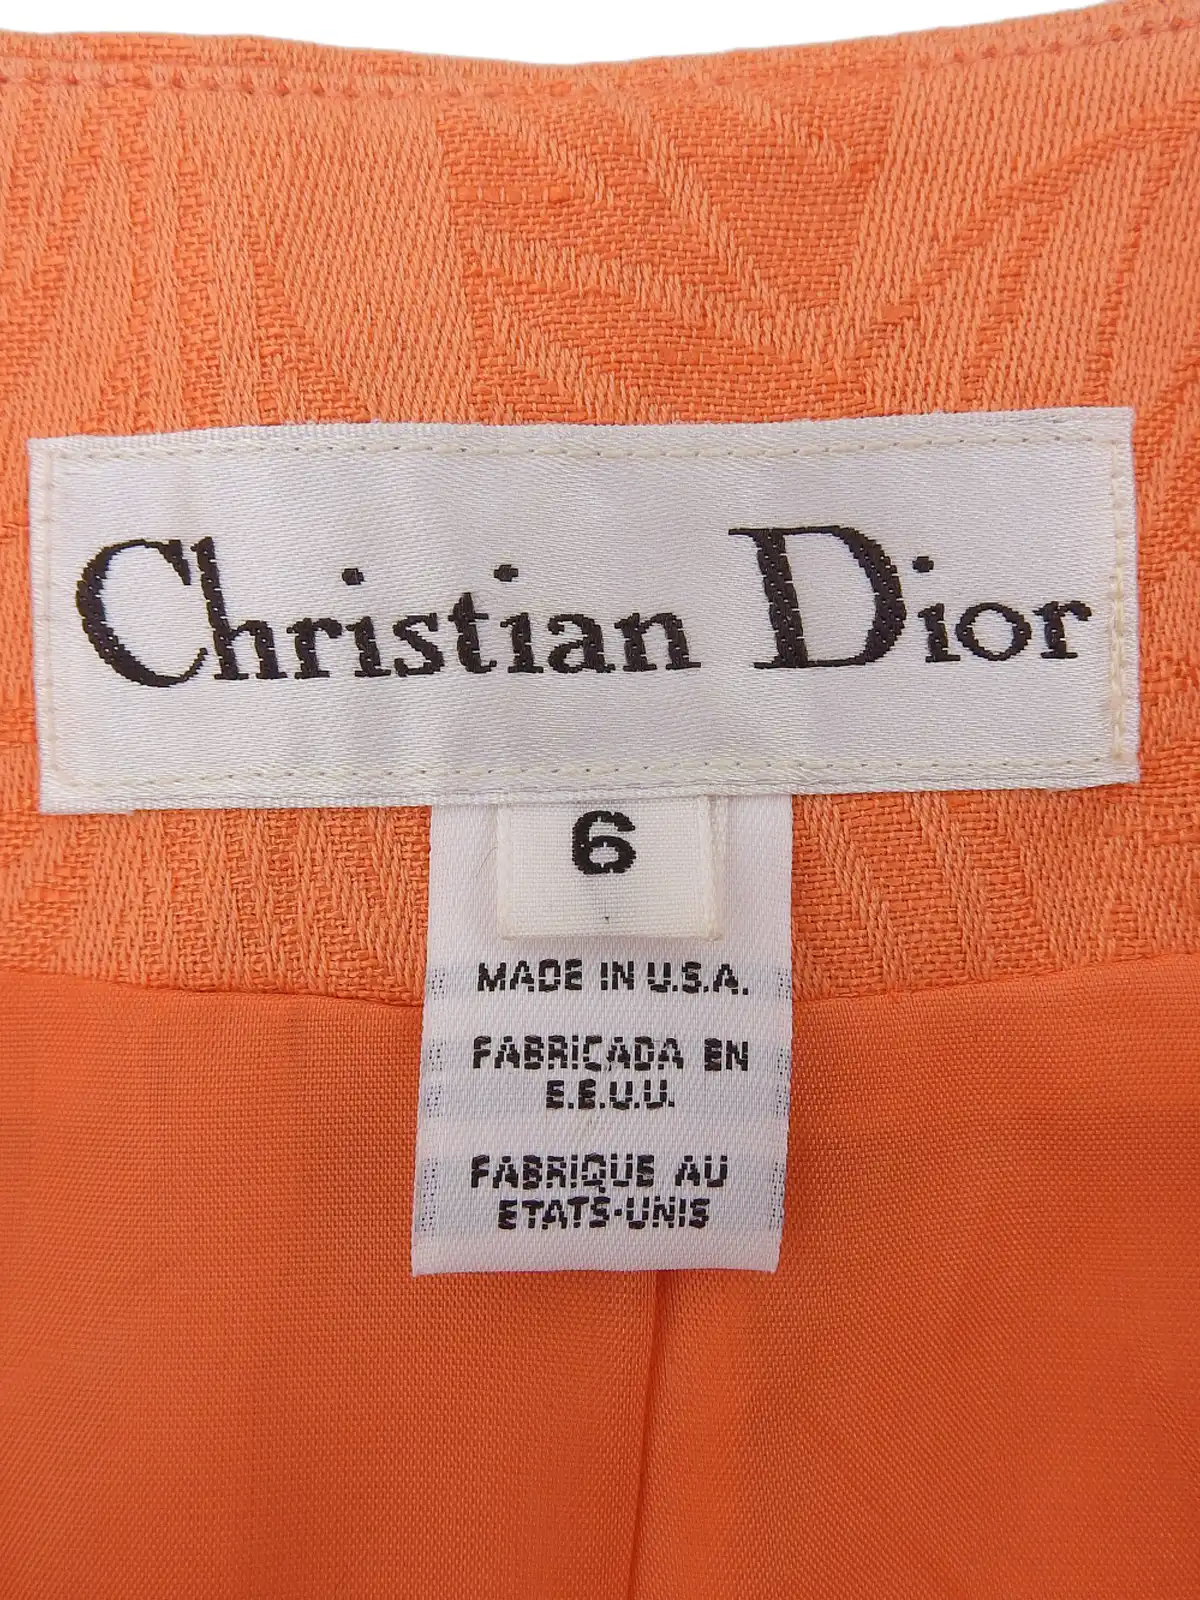 Christian Dior
6
MADE IN U.S.A.
FABRICADA EN
E.E.U.U.
FABRIQUE AU
ETATS-UNIS